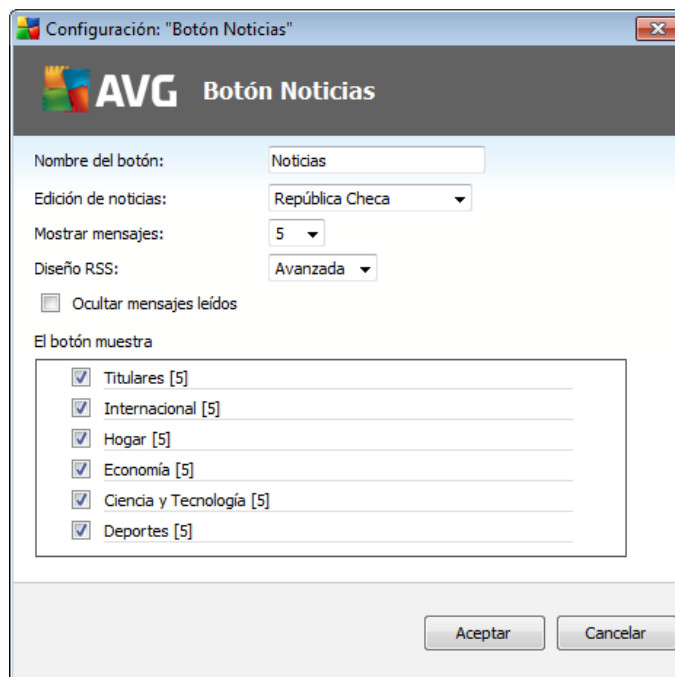 Configuración: "Botón Noticias"
AVG Botón Noticias
Nombre del botón: Noticias
Edición de noticias: República Checa
Mostrar mensajes: 5
Diseño RSS: Avanzada
Ocultar mensajes leídos
El botón muestra
Titulares [5]
Internacional [5]
Hogar [5]
Economía [5]
Ciencia y Tecnología [5]
Deportes [5]
Aceptar Cancelar